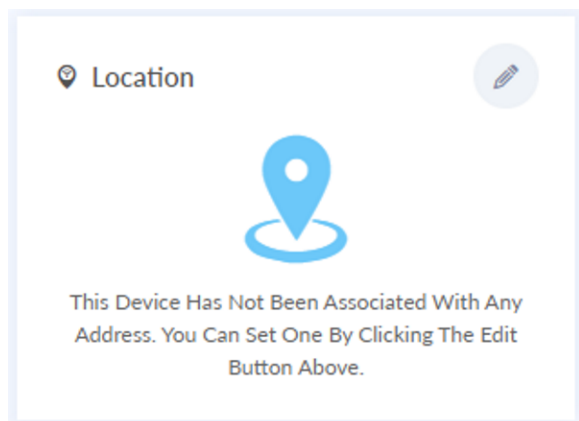 Location
This Device Has Not Been Associated With Any
Address. You Can Set One By Clicking The Edit
Button Above.